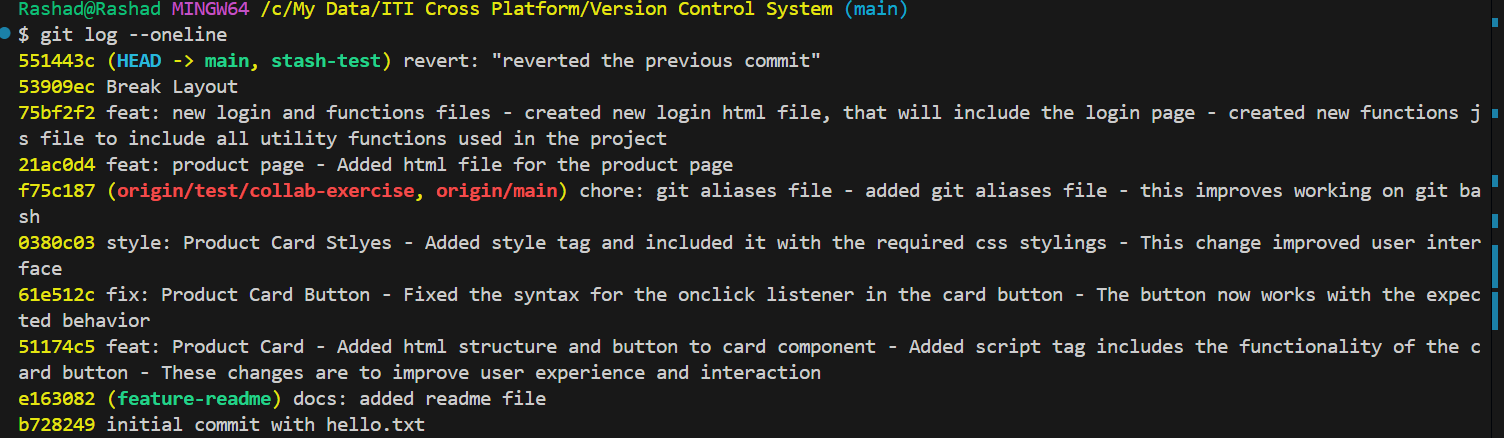 Rashad@Rashad MINGW64 /c/My Data/ITI Cross Platform/Version Control System (main)
$ git log --oneline
551443c (HEAD -> main, stash-test) revert: "reverted the previous commit"
53909ec Break Layout
75bf2f2 feat: new login and functions files - created new login html file, that will include the login page - created new functions j
s file to include all utility functions used in the project
21ac0d4 feat: product page - Added html file for the product page
f75c187 (origin/test/collab-exercise, origin/main) chore: git aliases file - added git aliases file - this improves working on git ba
sh
0380c03 style: Product Card Stlyes - Added style tag and included it with the required css stylings - This change improved user inter
face
61e512c fix: Product Card Button - Fixed the syntax for the onclick listener in the card button - The button now works with the expec
ted behavior
51174c5 feat: Product Card - Added html structure and button to card component - Added script tag includes the functionality of the c
ard button - These changes are to improve user experience and interaction
e163082 (feature-readme) docs: added readme file
b728249 initial commit with hello.txt